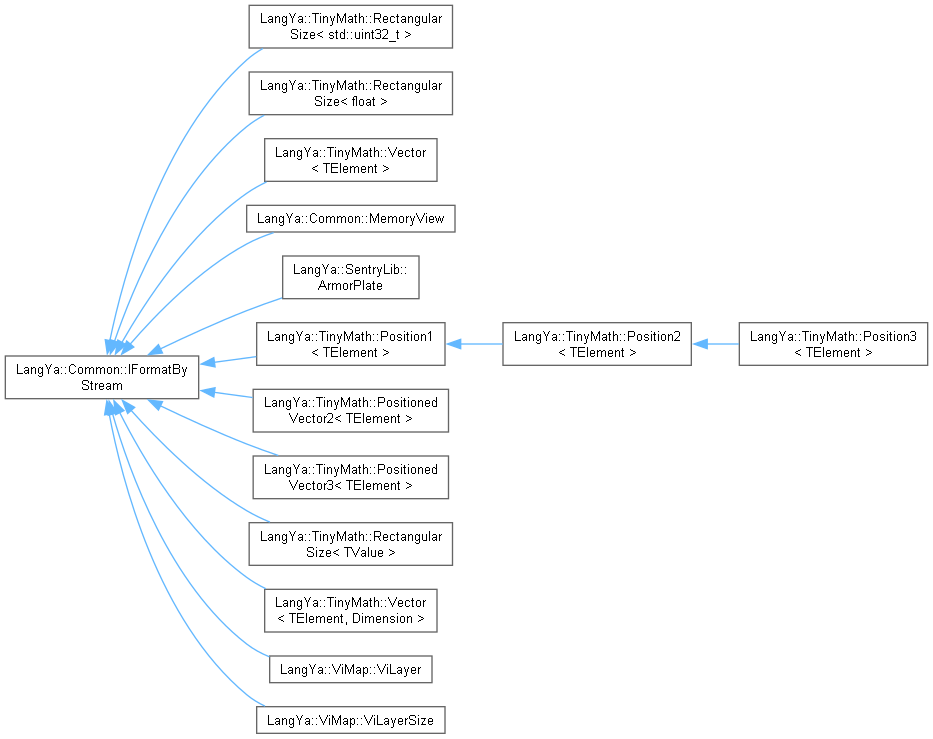 LangYa::TinyMath::Rectangular
Size< std::uint32_t >
LangYa::TinyMath::Rectangular
Size< float >
LangYa::TinyMath::Vector
< TElement >
LangYa::Common::MemoryView
LangYa::SentryLib::
ArmorPlate
LangYa::TinyMath::Position1
< TElement >
LangYa::TinyMath::Position2
< TElement >
LangYa::TinyMath::Position3
< TElement >
LangYa::Common::IFormatBy
Stream
LangYa::TinyMath::Positioned
Vector2< TElement >
LangYa::TinyMath::Positioned
Vector3< TElement >
LangYa::TinyMath::Rectangular
Size< TValue >
LangYa::TinyMath::Vector
< TElement, Dimension >
LangYa::ViMap::ViLayer
LangYa::ViMap::ViLayerSize